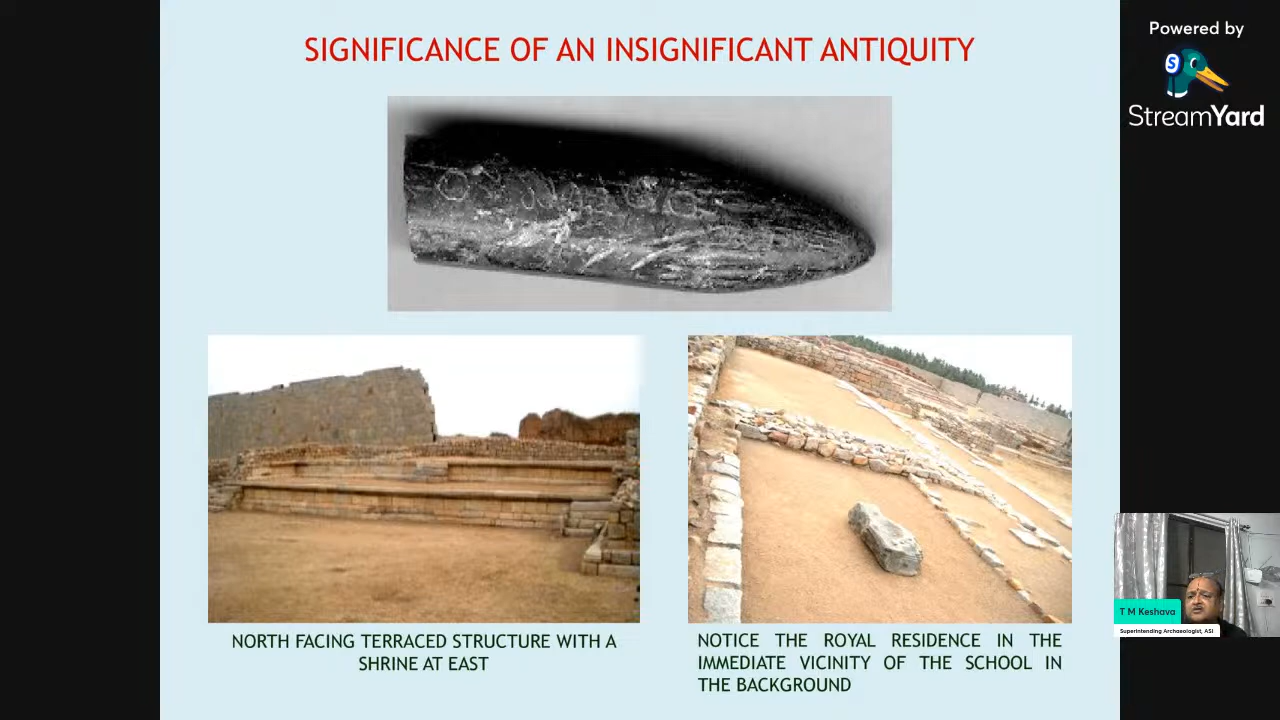 SIGNIFICANCE OF AN INSIGNIFICANT ANTIQUITY
Powered by
S
StreamYard
NORTH FACING TERRACED STRUCTURE WITH A
SHRINE AT EAST
NOTICE THE ROYAL RESIDENCE IN THE
IMMEDIATE VICINITY OF THE SCHOOL IN
THE BACKGROUND
T M Keshava
Superintending Archaeologist, ASI